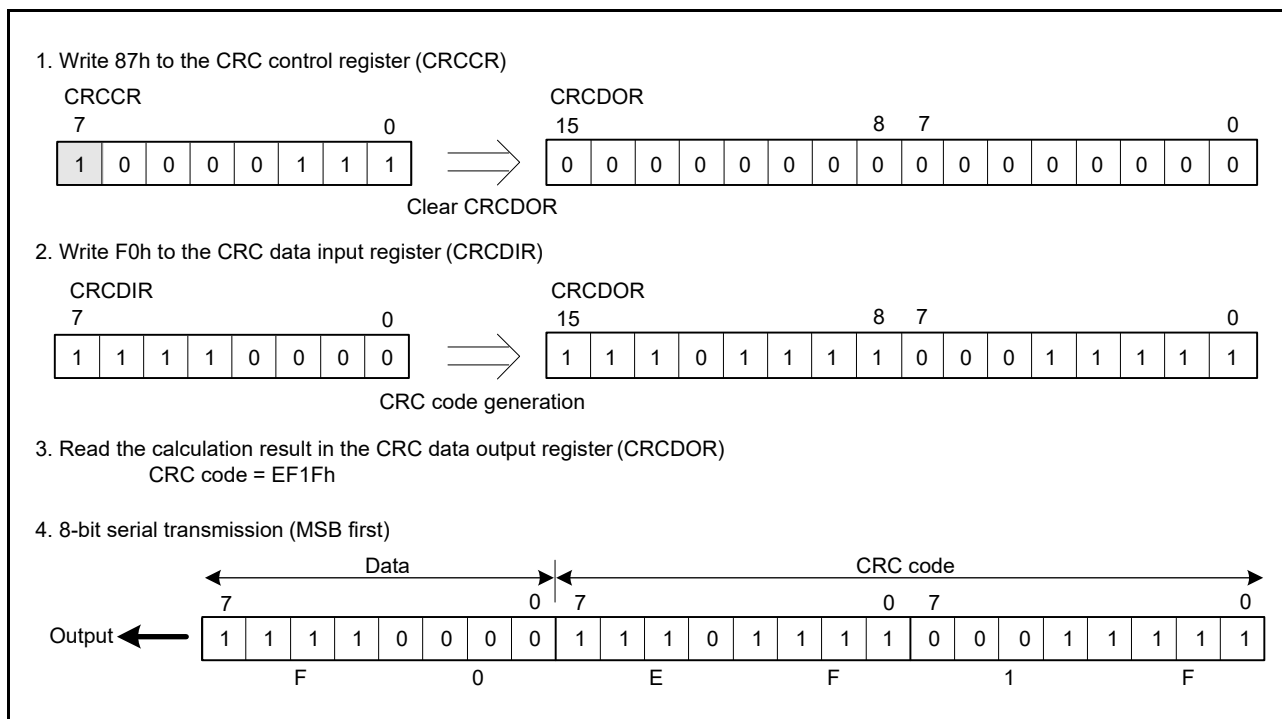 1. Write 87h to the CRC control register (CRCCR)
CRCCR CRCDOR
7 0 15 8 7 0
1 0 0 0 0 1 1 1 0 0 0 0 0 0 0 0 0 0 0 0 0 0 0 0
Clear CRCDOR
2. Write F0h to the CRC data input register (CRCDIR)
CRCDIR CRCDOR
7 0 15 8 7 0
1 1 1 1 0 0 0 0 1 1 1 0 1 1 1 1 0 0 0 1 1 1 1 1
CRC code generation
3. Read the calculation result in the CRC data output register (CRCDOR)
CRC code = EF1Fh
4. 8-bit serial transmission (MSB first)
Data CRC code
7 0 7 0 7 0
Output 1 1 1 1 0 0 0 0 1 1 1 0 1 1 1 1 0 0 0 1 1 1 1 1
F 0 E F 1 F